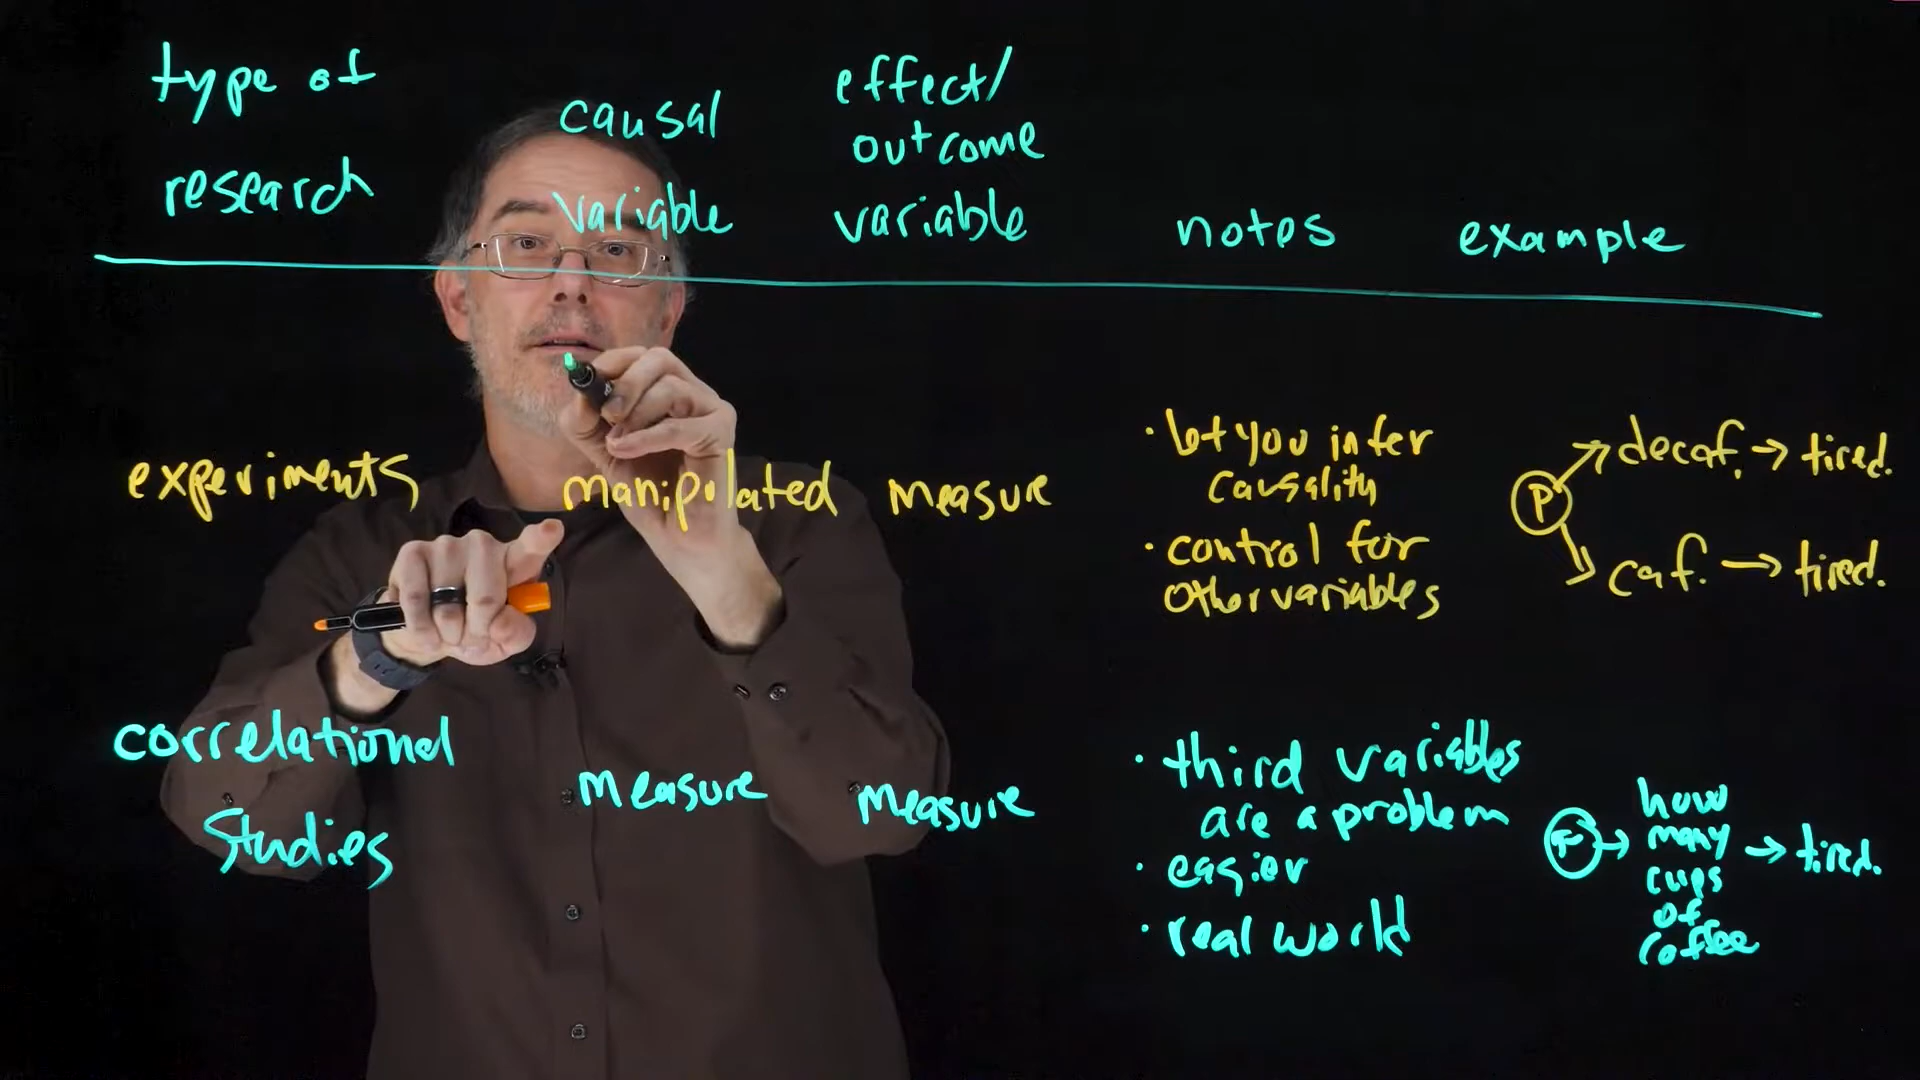 type of
research
causal
variable
effect/
outcome
variable
notes
example
experiments
manipulated
measure
• let you infer
causality
• control for
other variables
P
decaf. → tired.
caf. → tired.
correlational
studies
measure
measure
• third variables
are a problem
• easier
• real world
how
many
cups
of
coffee
→ tired.